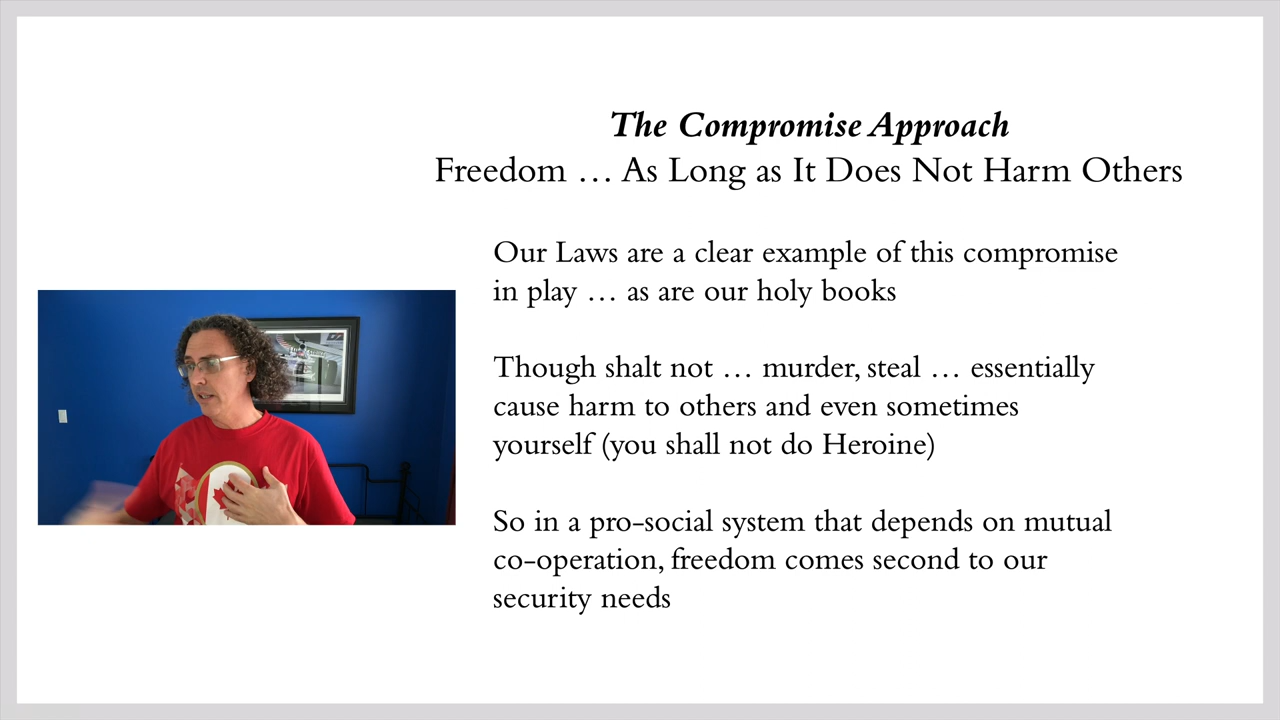 The Compromise Approach
Freedom … As Long as It Does Not Harm Others
Our Laws are a clear example of this compromise
in play … as are our holy books
Though shalt not … murder, steal … essentially
cause harm to others and even sometimes
yourself (you shall not do Heroine)
So in a pro-social system that depends on mutual
co-operation, freedom comes second to our
security needs